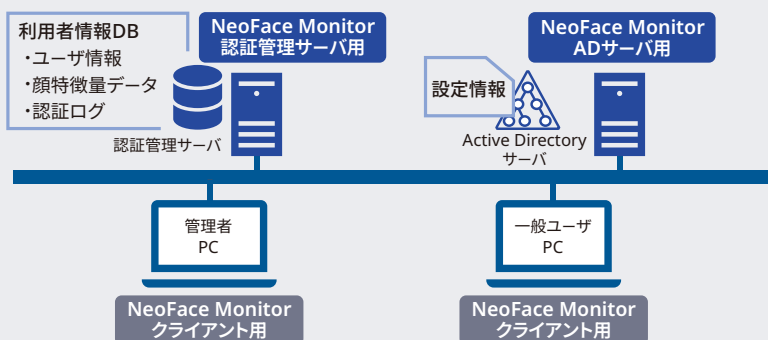 利用者情報DB
・ユーザ情報
・顔特徴量データ
・認証ログ
NeoFace Monitor
認証管理サーバ用
認証管理サーバ
設定情報
Active Directory
サーバ
NeoFace Monitor
ADサーバ用
管理者
PC
NeoFace Monitor
クライアント用
一般ユーザ
PC
NeoFace Monitor
クライアント用